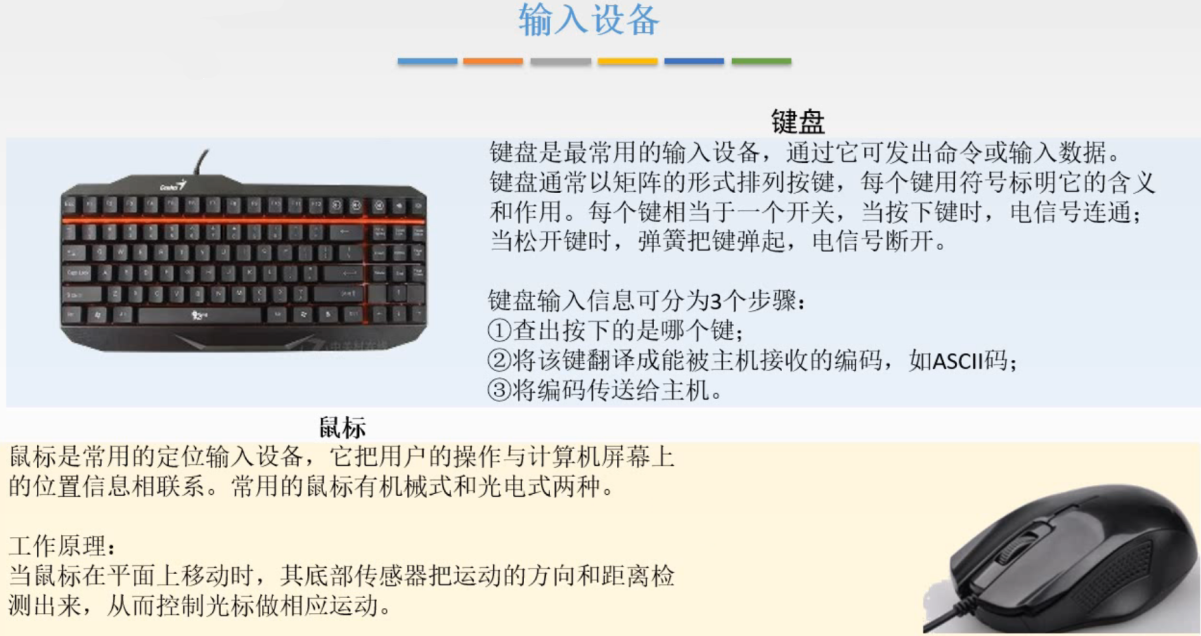 输入设备
键盘
键盘是最常用的输入设备，通过它可发出命令或输入数据。
键盘通常以矩阵的形式排列按键，每个键用符号标明它的含义
和作用。每个键相当于一个开关，当按下键时，电信号连通；
当松开键时，弹簧把键弹起，电信号断开。
键盘输入信息可分为3个步骤：
①查出按下的是哪个键；
②将该键翻译成能被主机接收的编码，如ASCII码；
③将编码传送给主机。
鼠标
鼠标是常用的定位输入设备，它把用户的操作与计算机屏幕上
的位置信息相联系。常用的鼠标有机械式和光电式两种。
工作原理：
当鼠标在平面上移动时，其底部传感器把运动的方向和距离检
测出来，从而控制光标做相应运动。